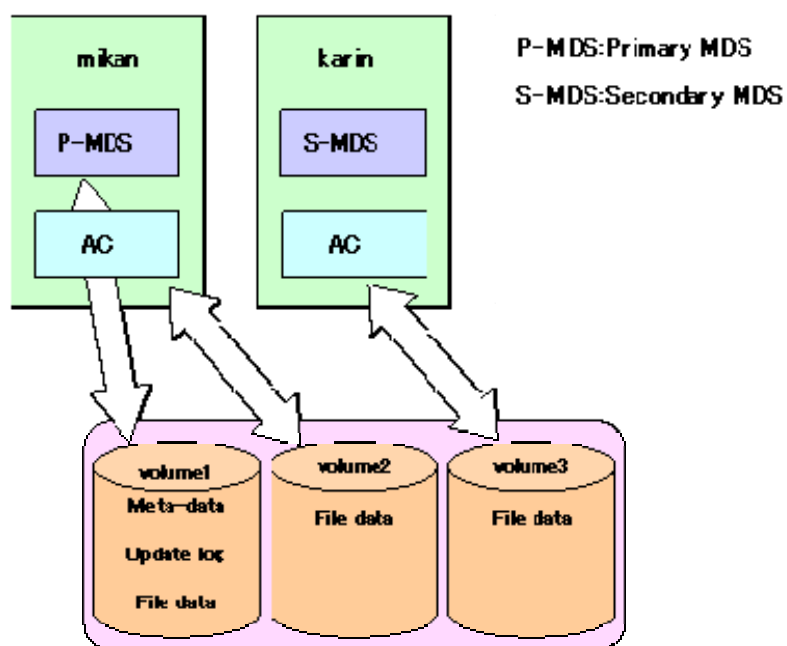 mikan
P-MDS
AC
karin
S-MDS
AC
P-MDS:Primary MDS
S-MDS:Secondary MDS
volume1
Meta-data
Update log
File data
volume2
File data
volume3
File data